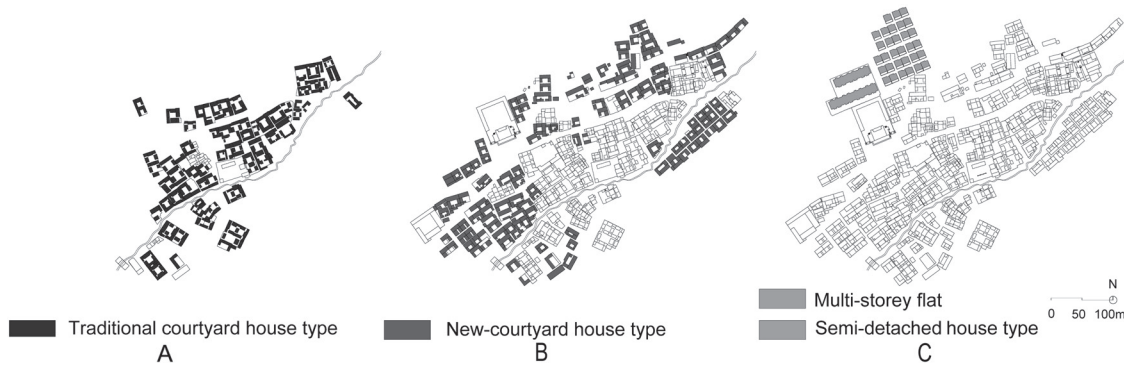 Traditional courtyard house type
A
New-courtyard house type
B
Multi-storey flat
Semi-detached house type
C
N
0 50 100m